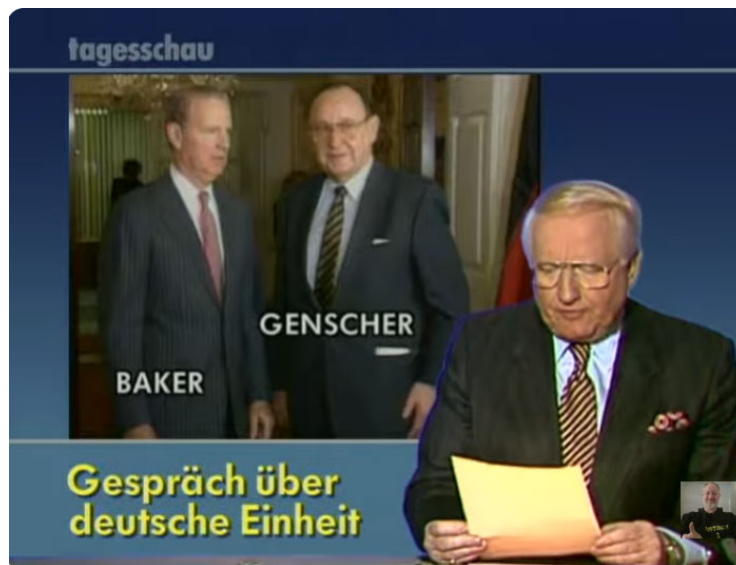 tagesschau
GENSCHER
BAKER
Gespräch über
deutsche Einheit